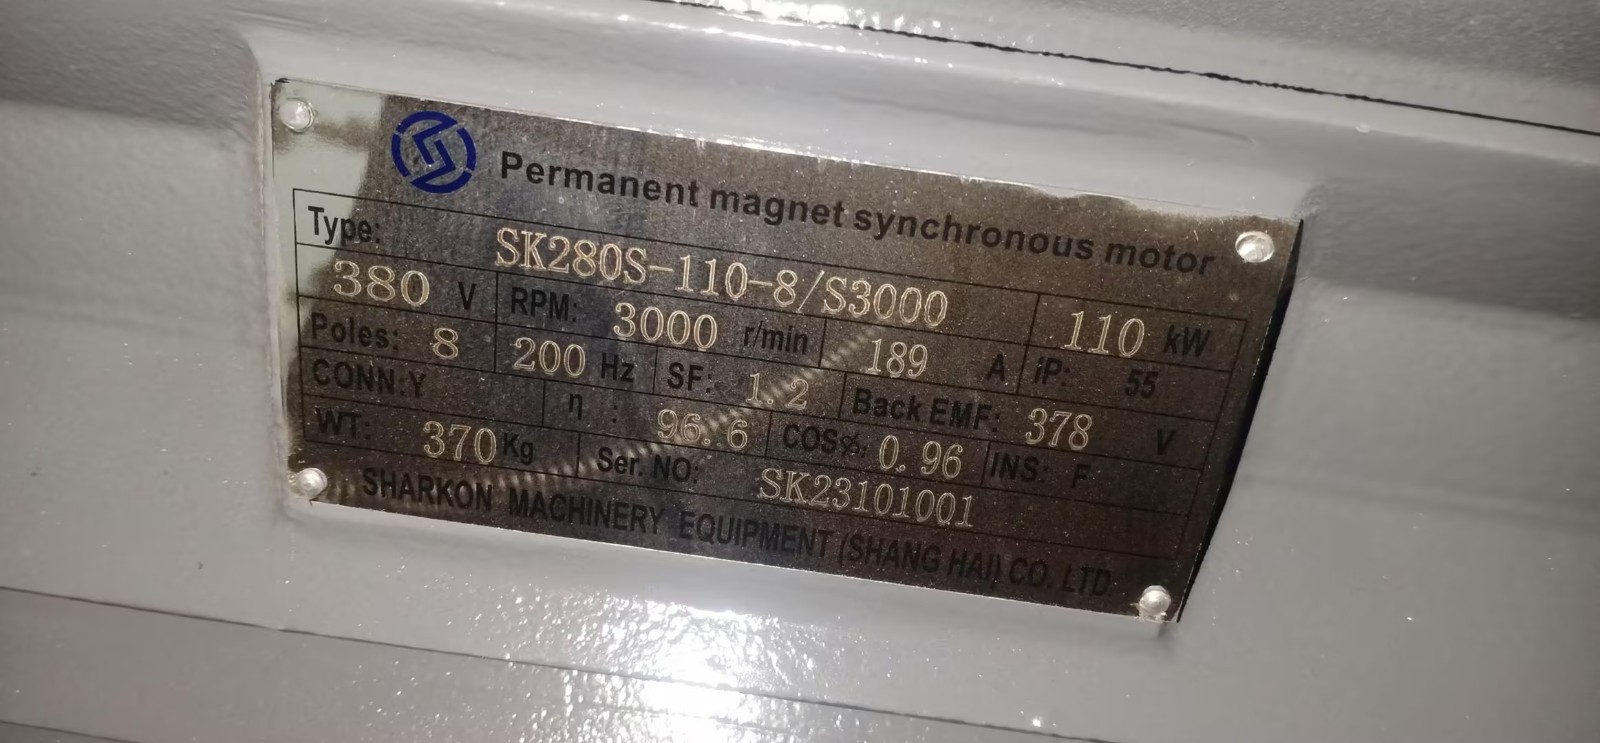 Permanent magnet synchronous motor
Type: SK280S-110-8/S3000 110 kW
380 V RPM: 3000 r/min 189 A iP: 55
Poles: 8 200 Hz SF: 1.2 Back EMF: 378 V
CONN:Y η : 96.6 COSφ: 0.96 INS: F
WT: 370Kg Ser. NO: SK23101001
SHARKON MACHINERY EQUIPMENT (SHANG HAI) CO. LTD